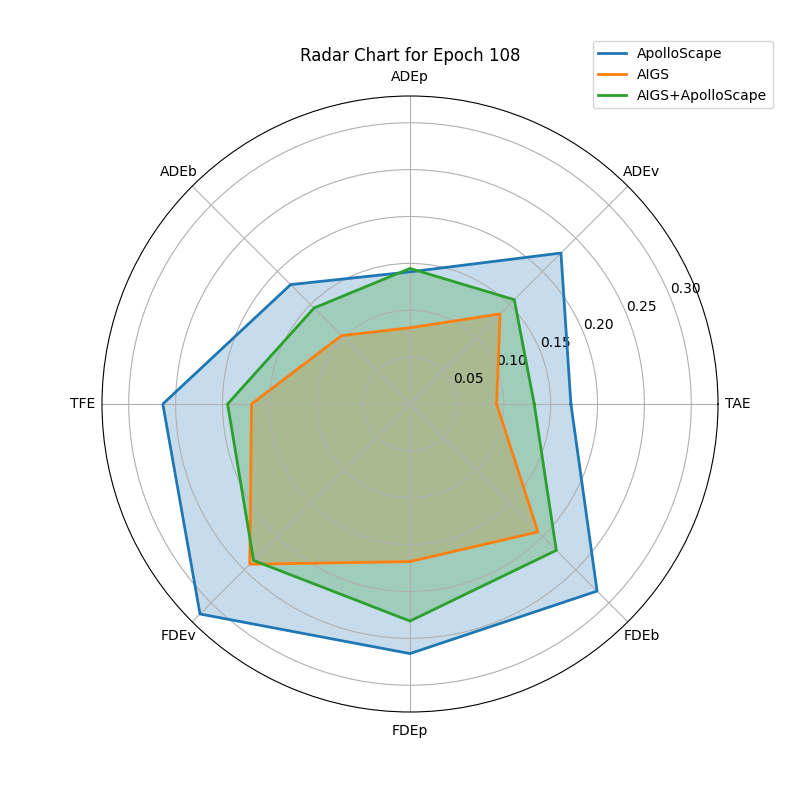 Radar Chart for Epoch 108
ApolloScape
AIGS
AIGS+ApolloScape
ADEp
ADEb
ADEv
TFE
TAE
0.05
0.10
0.15
0.20
0.25
0.30
FDEv
FDEb
FDEp